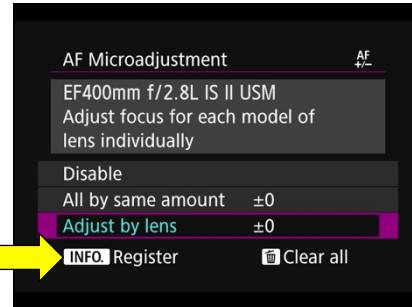 AF Microadjustment AF +/-
EF400mm f/2.8L IS II USM
Adjust focus for each model of
lens individually
Disable
All by same amount ±0
Adjust by lens ±0
INFO. Register Clear all